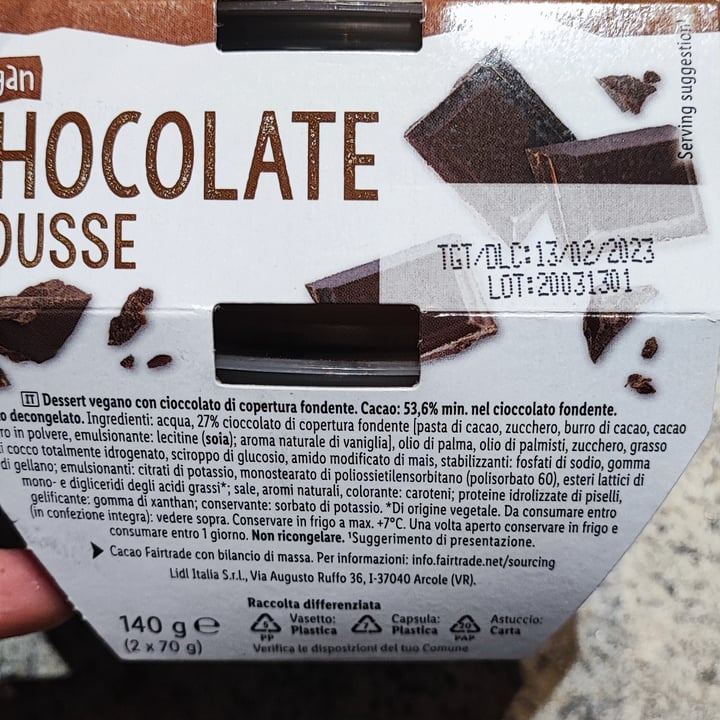 gan
HOCOLATE
OUSSE
Serving suggestion¹
TGT/DLC:13/02/2023
LOT:20031301
IT Dessert vegano con cioccolato di copertura fondente. Cacao: 53,6% min. nel cioccolato fondente.
o decongelato. Ingredienti: acqua, 27% cioccolato di copertura fondente [pasta di cacao, zucchero, burro di cacao, cacao
ro in polvere, emulsionante: lecitine (soia); aroma naturale di vaniglia], olio di palma, olio di palmisti, zucchero, grasso
i cocco totalmente idrogenato, sciroppo di glucosio, amido modificato di mais, stabilizzanti: fosfati di sodio, gomma
di gellano; emulsionanti: citrati di potassio, monostearato di poliossietilensorbitano (polisorbato 60), esteri lattici di
mono- e digliceridi degli acidi grassi*; sale, aromi naturali, colorante: caroteni; proteine idrolizzate di piselli,
gelificante: gomma di xanthan; conservante: sorbato di potassio. *Di origine vegetale. Da consumare entro
(in confezione integra): vedere sopra. Conservare in frigo a max. +7°C. Una volta aperto conservare in frigo e
consumare entro 1 giorno. Non ricongelare. ¹Suggerimento di presentazione.
Cacao Fairtrade con bilancio di massa. Per informazioni: info.fairtrade.net/sourcing
Lidl Italia S.r.l., Via Augusto Ruffo 36, I-37040 Arcole (VR).
Raccolta differenziata
140 g e
(2 x 70 g)
5 PP Vasetto: Plastica
Capsula: Plastica
20 PAP Astuccio: Carta
Verifica le disposizioni del tuo Comune